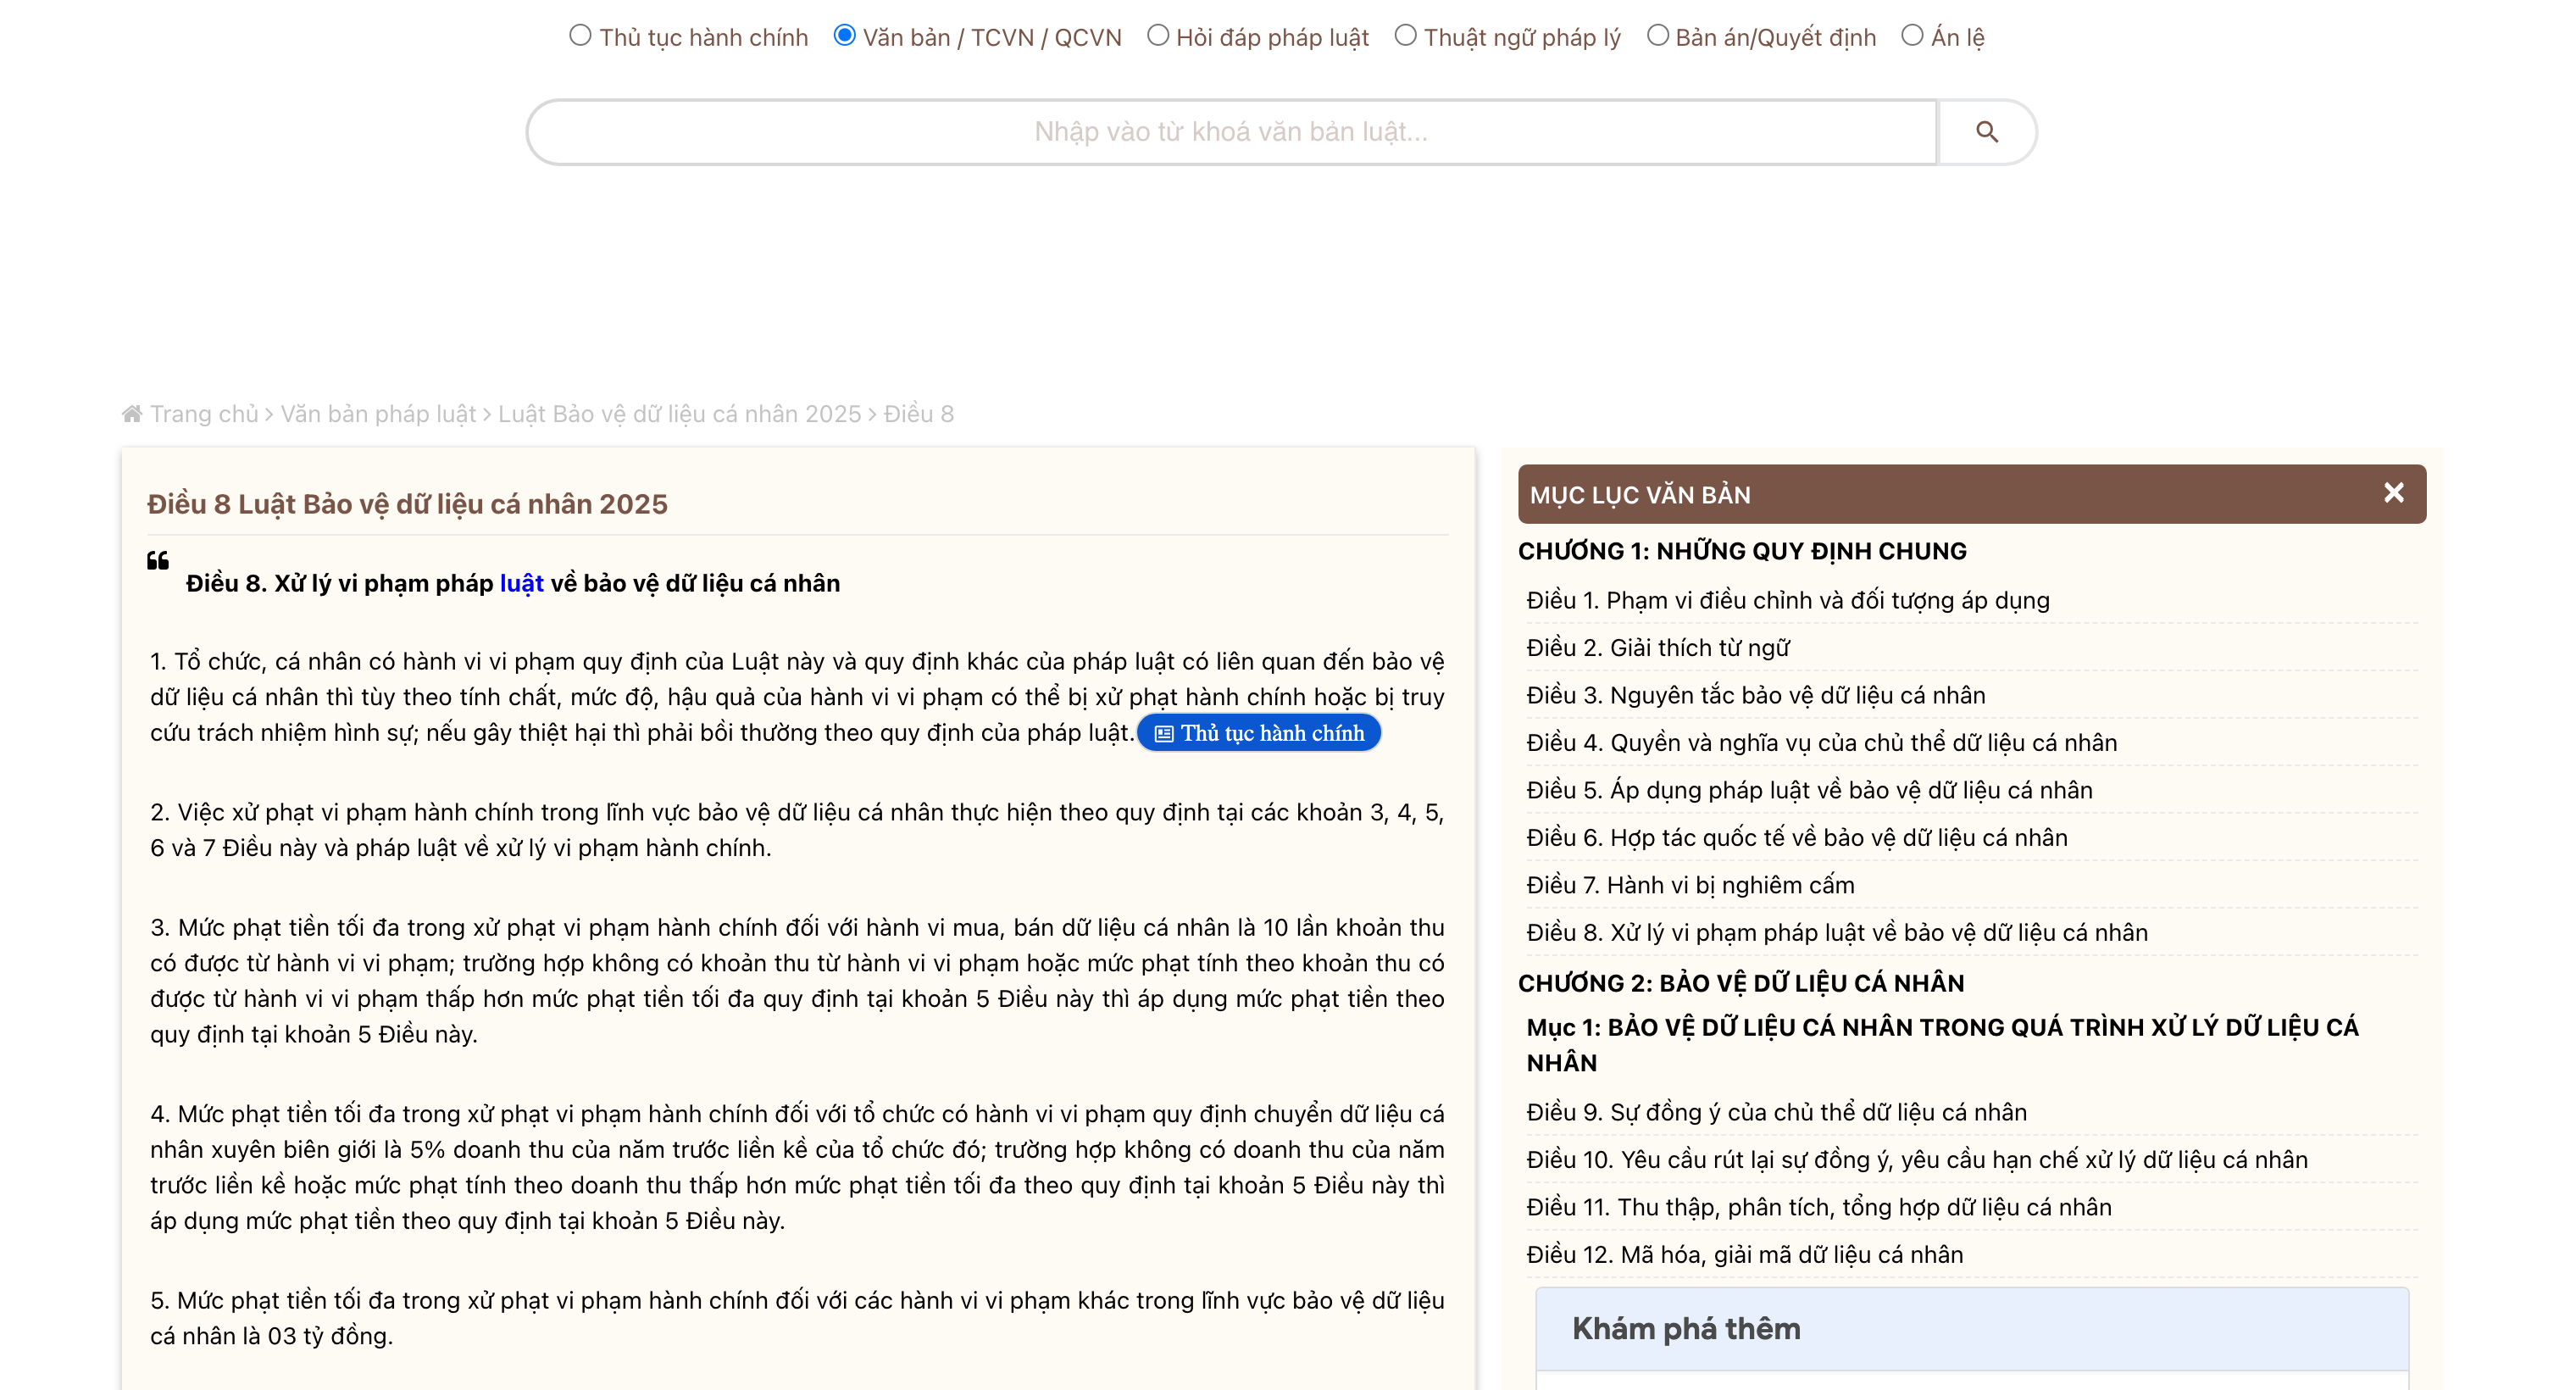 Thủ tục hành chính Văn bản / TCVN / QCVN Hỏi đáp pháp luật Thuật ngữ pháp lý Bản án/Quyết định Án lệ
Nhập vào từ khoá văn bản luật...
Trang chủ > Văn bản pháp luật > Luật Bảo vệ dữ liệu cá nhân 2025 > Điều 8
Điều 8 Luật Bảo vệ dữ liệu cá nhân 2025
Điều 8. Xử lý vi phạm pháp luật về bảo vệ dữ liệu cá nhân
1. Tổ chức, cá nhân có hành vi vi phạm quy định của Luật này và quy định khác của pháp luật có liên quan đến bảo vệ
dữ liệu cá nhân thì tùy theo tính chất, mức độ, hậu quả của hành vi vi phạm có thể bị xử phạt hành chính hoặc bị truy
cứu trách nhiệm hình sự; nếu gây thiệt hại thì phải bồi thường theo quy định của pháp luật. Thủ tục hành chính
2. Việc xử phạt vi phạm hành chính trong lĩnh vực bảo vệ dữ liệu cá nhân thực hiện theo quy định tại các khoản 3, 4, 5,
6 và 7 Điều này và pháp luật về xử lý vi phạm hành chính.
3. Mức phạt tiền tối đa trong xử phạt vi phạm hành chính đối với hành vi mua, bán dữ liệu cá nhân là 10 lần khoản thu
có được từ hành vi vi phạm; trường hợp không có khoản thu từ hành vi vi phạm hoặc mức phạt tính theo khoản thu có
được từ hành vi vi phạm thấp hơn mức phạt tiền tối đa quy định tại khoản 5 Điều này thì áp dụng mức phạt tiền theo
quy định tại khoản 5 Điều này.
4. Mức phạt tiền tối đa trong xử phạt vi phạm hành chính đối với tổ chức có hành vi vi phạm quy định chuyển dữ liệu cá
nhân xuyên biên giới là 5% doanh thu của năm trước liền kề của tổ chức đó; trường hợp không có doanh thu của năm
trước liền kề hoặc mức phạt tính theo doanh thu thấp hơn mức phạt tiền tối đa theo quy định tại khoản 5 Điều này thì
áp dụng mức phạt tiền theo quy định tại khoản 5 Điều này.
5. Mức phạt tiền tối đa trong xử phạt vi phạm hành chính đối với các hành vi vi phạm khác trong lĩnh vực bảo vệ dữ liệu
cá nhân là 03 tỷ đồng.
MỤC LỤC VĂN BẢN
CHƯƠNG 1: NHỮNG QUY ĐỊNH CHUNG
Điều 1. Phạm vi điều chỉnh và đối tượng áp dụng
Điều 2. Giải thích từ ngữ
Điều 3. Nguyên tắc bảo vệ dữ liệu cá nhân
Điều 4. Quyền và nghĩa vụ của chủ thể dữ liệu cá nhân
Điều 5. Áp dụng pháp luật về bảo vệ dữ liệu cá nhân
Điều 6. Hợp tác quốc tế về bảo vệ dữ liệu cá nhân
Điều 7. Hành vi bị nghiêm cấm
Điều 8. Xử lý vi phạm pháp luật về bảo vệ dữ liệu cá nhân
CHƯƠNG 2: BẢO VỆ DỮ LIỆU CÁ NHÂN
Mục 1: BẢO VỆ DỮ LIỆU CÁ NHÂN TRONG QUÁ TRÌNH XỬ LÝ DỮ LIỆU CÁ
NHÂN
Điều 9. Sự đồng ý của chủ thể dữ liệu cá nhân
Điều 10. Yêu cầu rút lại sự đồng ý, yêu cầu hạn chế xử lý dữ liệu cá nhân
Điều 11. Thu thập, phân tích, tổng hợp dữ liệu cá nhân
Điều 12. Mã hóa, giải mã dữ liệu cá nhân
Khám phá thêm